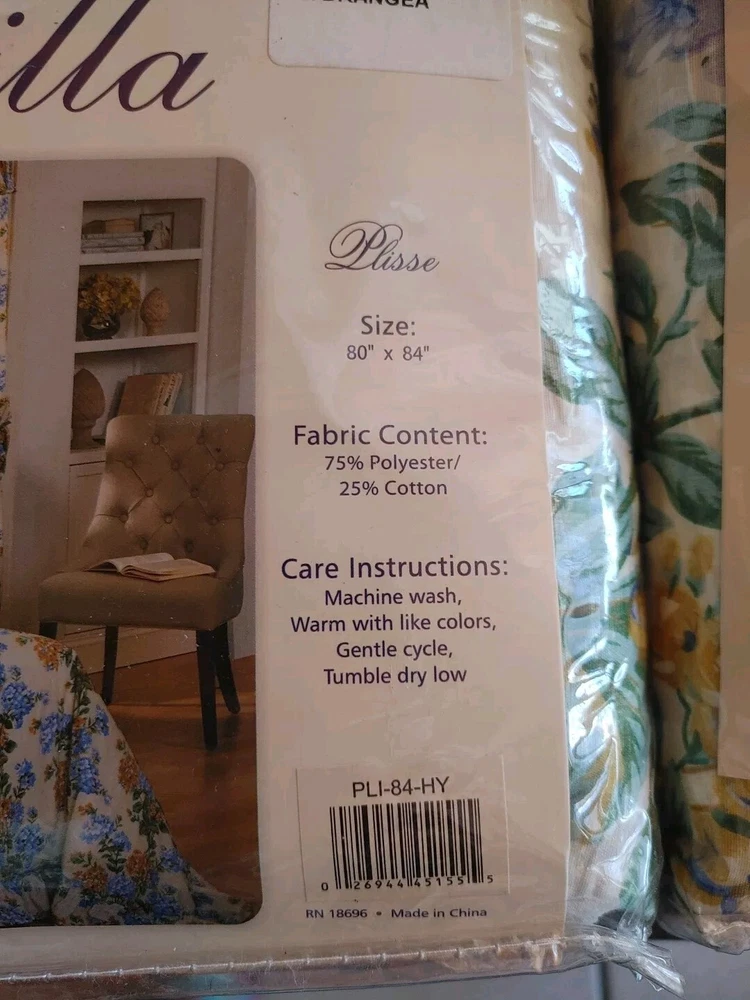 Plisse
Size:
80" x 84"
Fabric Content:
75% Polyester/
25% Cotton
Care Instructions:
Machine wash,
Warm with like colors,
Gentle cycle,
Tumble dry low
PLI-84-HY
0 26944 45155 5
RN 18696 • Made in China